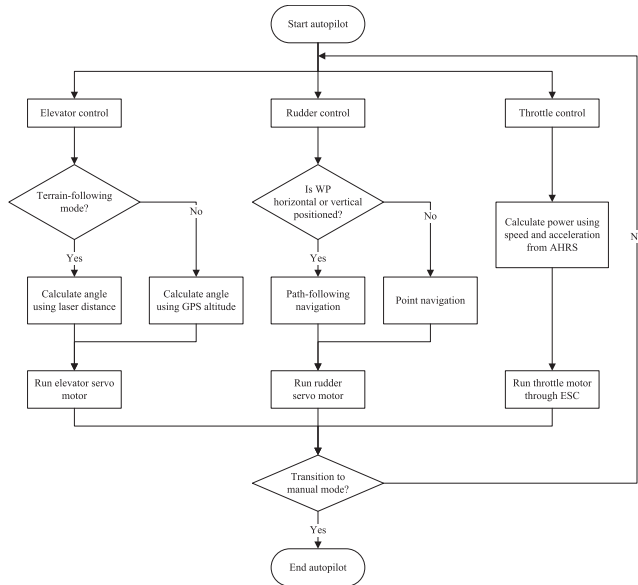 Start autopilot
Elevator control
Rudder control
Throttle control
Terrain-following
mode?
No
Yes
Is WP
horizontal or vertical
positioned?
No
Yes
Calculate power using
speed and acceleration
from AHRS
N
Calculate angle
using laser distance
Calculate angle
using GPS altitude
Path-following
navigation
Point navigation
Run elevator servo
motor
Run rudder
servo motor
Run throttle motor
through ESC
Transition to
manual mode?
Yes
End autopilot